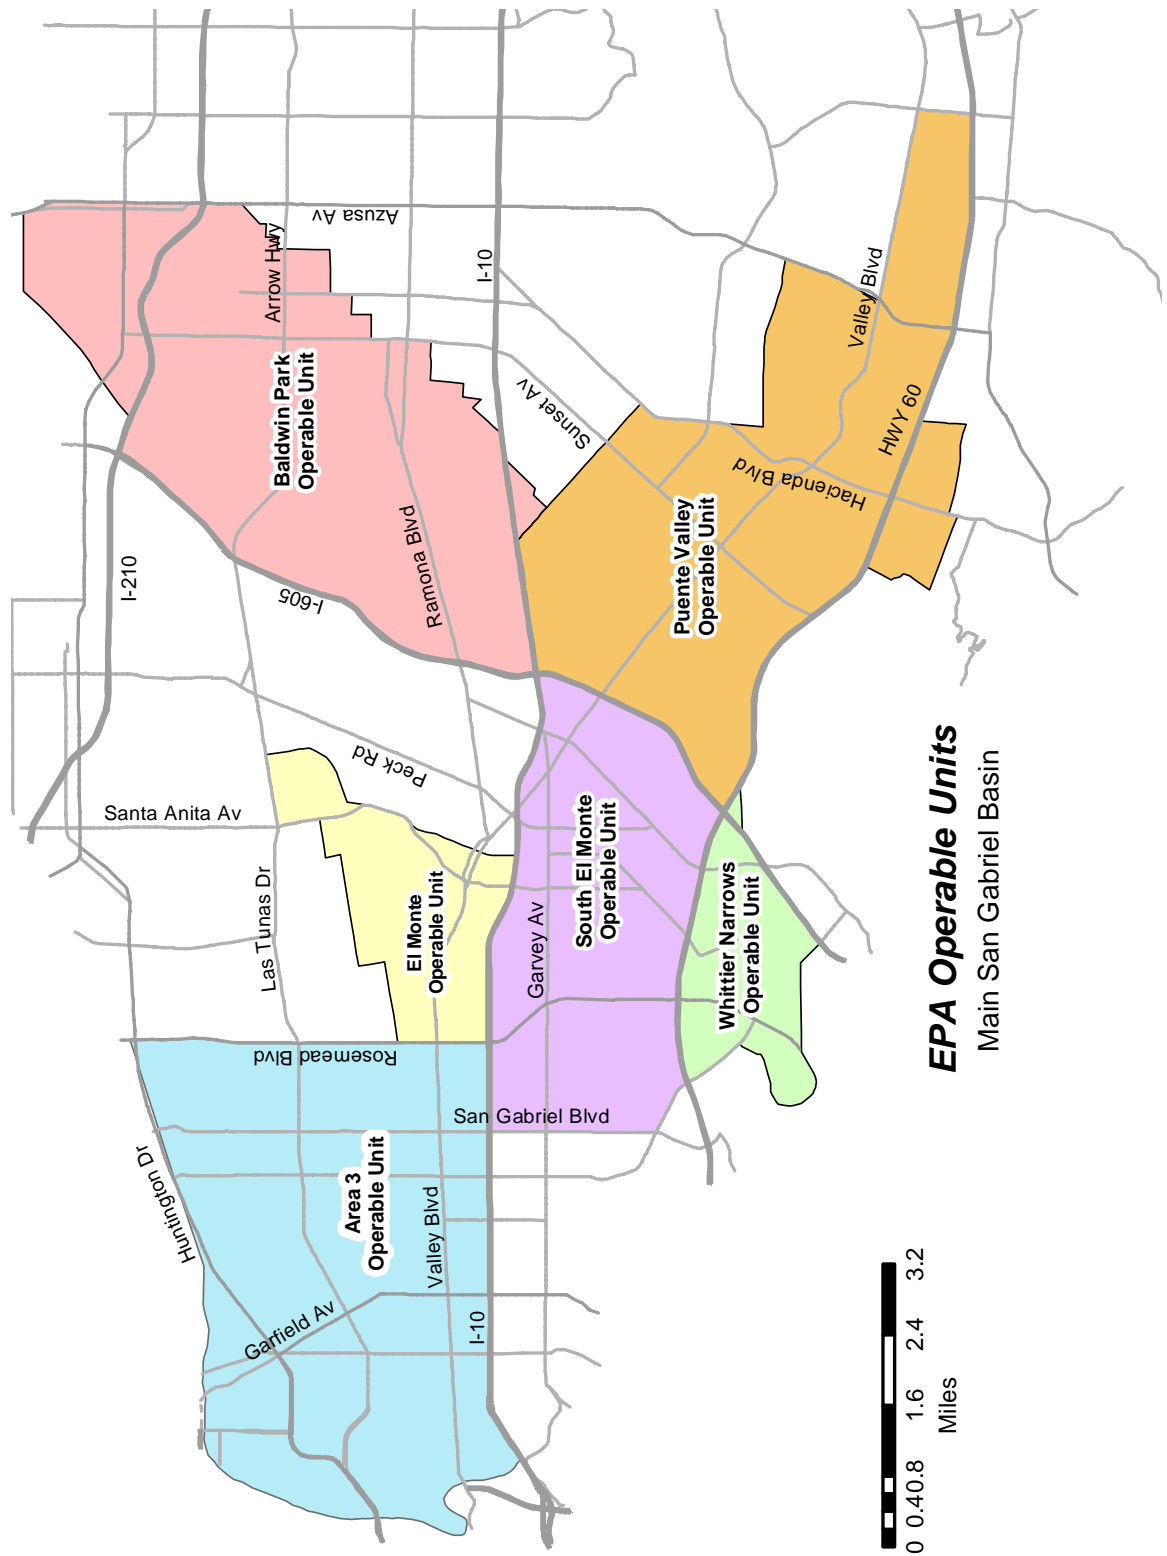 Azusa Av
Arrow Hwy
I-10
Valley Blvd
Baldwin Park
Operable Unit
Sunset Av
HWY 60
Hacienda Blvd
I-210
I-605
Ramona Blvd
Puente Valley
Operable Unit
Peck Rd
Santa Anita Av
Las Tunas Dr
El Monte
Operable Unit
South El Monte
Operable Unit
Garvey Av
Whittier Narrows
Operable Unit
Rosemead Blvd
San Gabriel Blvd
Huntington Dr
Area 3
Operable Unit
Valley Blvd
Garfield Av
I-10
EPA Operable Units
Main San Gabriel Basin
0 0.4 0.8 1.6 2.4 3.2
Miles